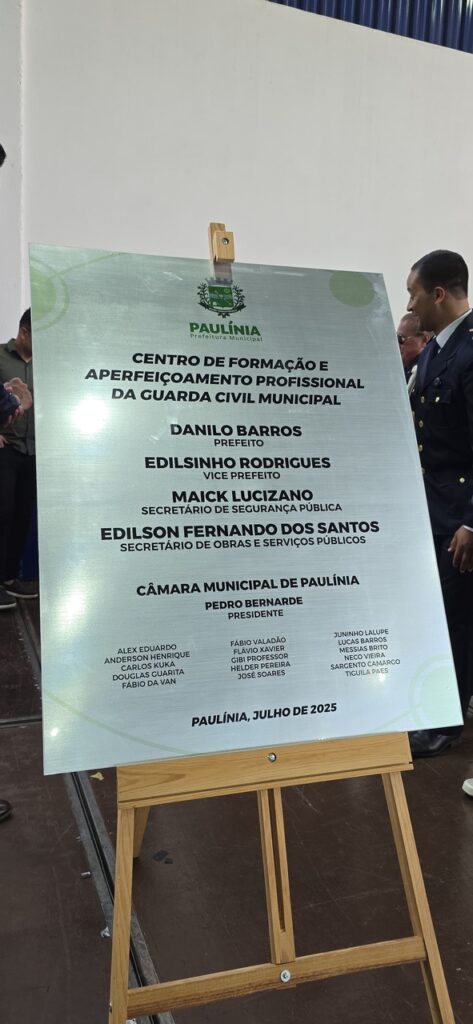 PAULÍNIA
Prefeitura Municipal
CENTRO DE FORMAÇÃO E
APERFEIÇOAMENTO PROFISSIONAL
DA GUARDA CIVIL MUNICIPAL
DANILO BARROS
PREFEITO
EDILSINHO RODRIGUES
VICE PREFEITO
MAICK LUCIZANO
SECRETÁRIO DE SEGURANÇA PÚBLICA
EDILSON FERNANDO DOS SANTOS
SECRETÁRIO DE OBRAS E SERVIÇOS PÚBLICOS
CÂMARA MUNICIPAL DE PAULÍNIA
PEDRO BERNARDE
PRESIDENTE
ALEX EDUARDO
ANDERSON HENRIQUE
CARLOS KUKA
DOUGLAS GUARITA
FÁBIO DA VAN
FÁBIO VALADÃO
FLÁVIO XAVIER
GIBI PROFESSOR
HELDER PEREIRA
JOSÉ SOARES
JUNINHO LALUPE
LUCAS BARROS
MESSIAS BRITO
NECO VIEIRA
SARGENTO CAMARGO
TIGUILA PAES
PAULÍNIA, JULHO DE 2025